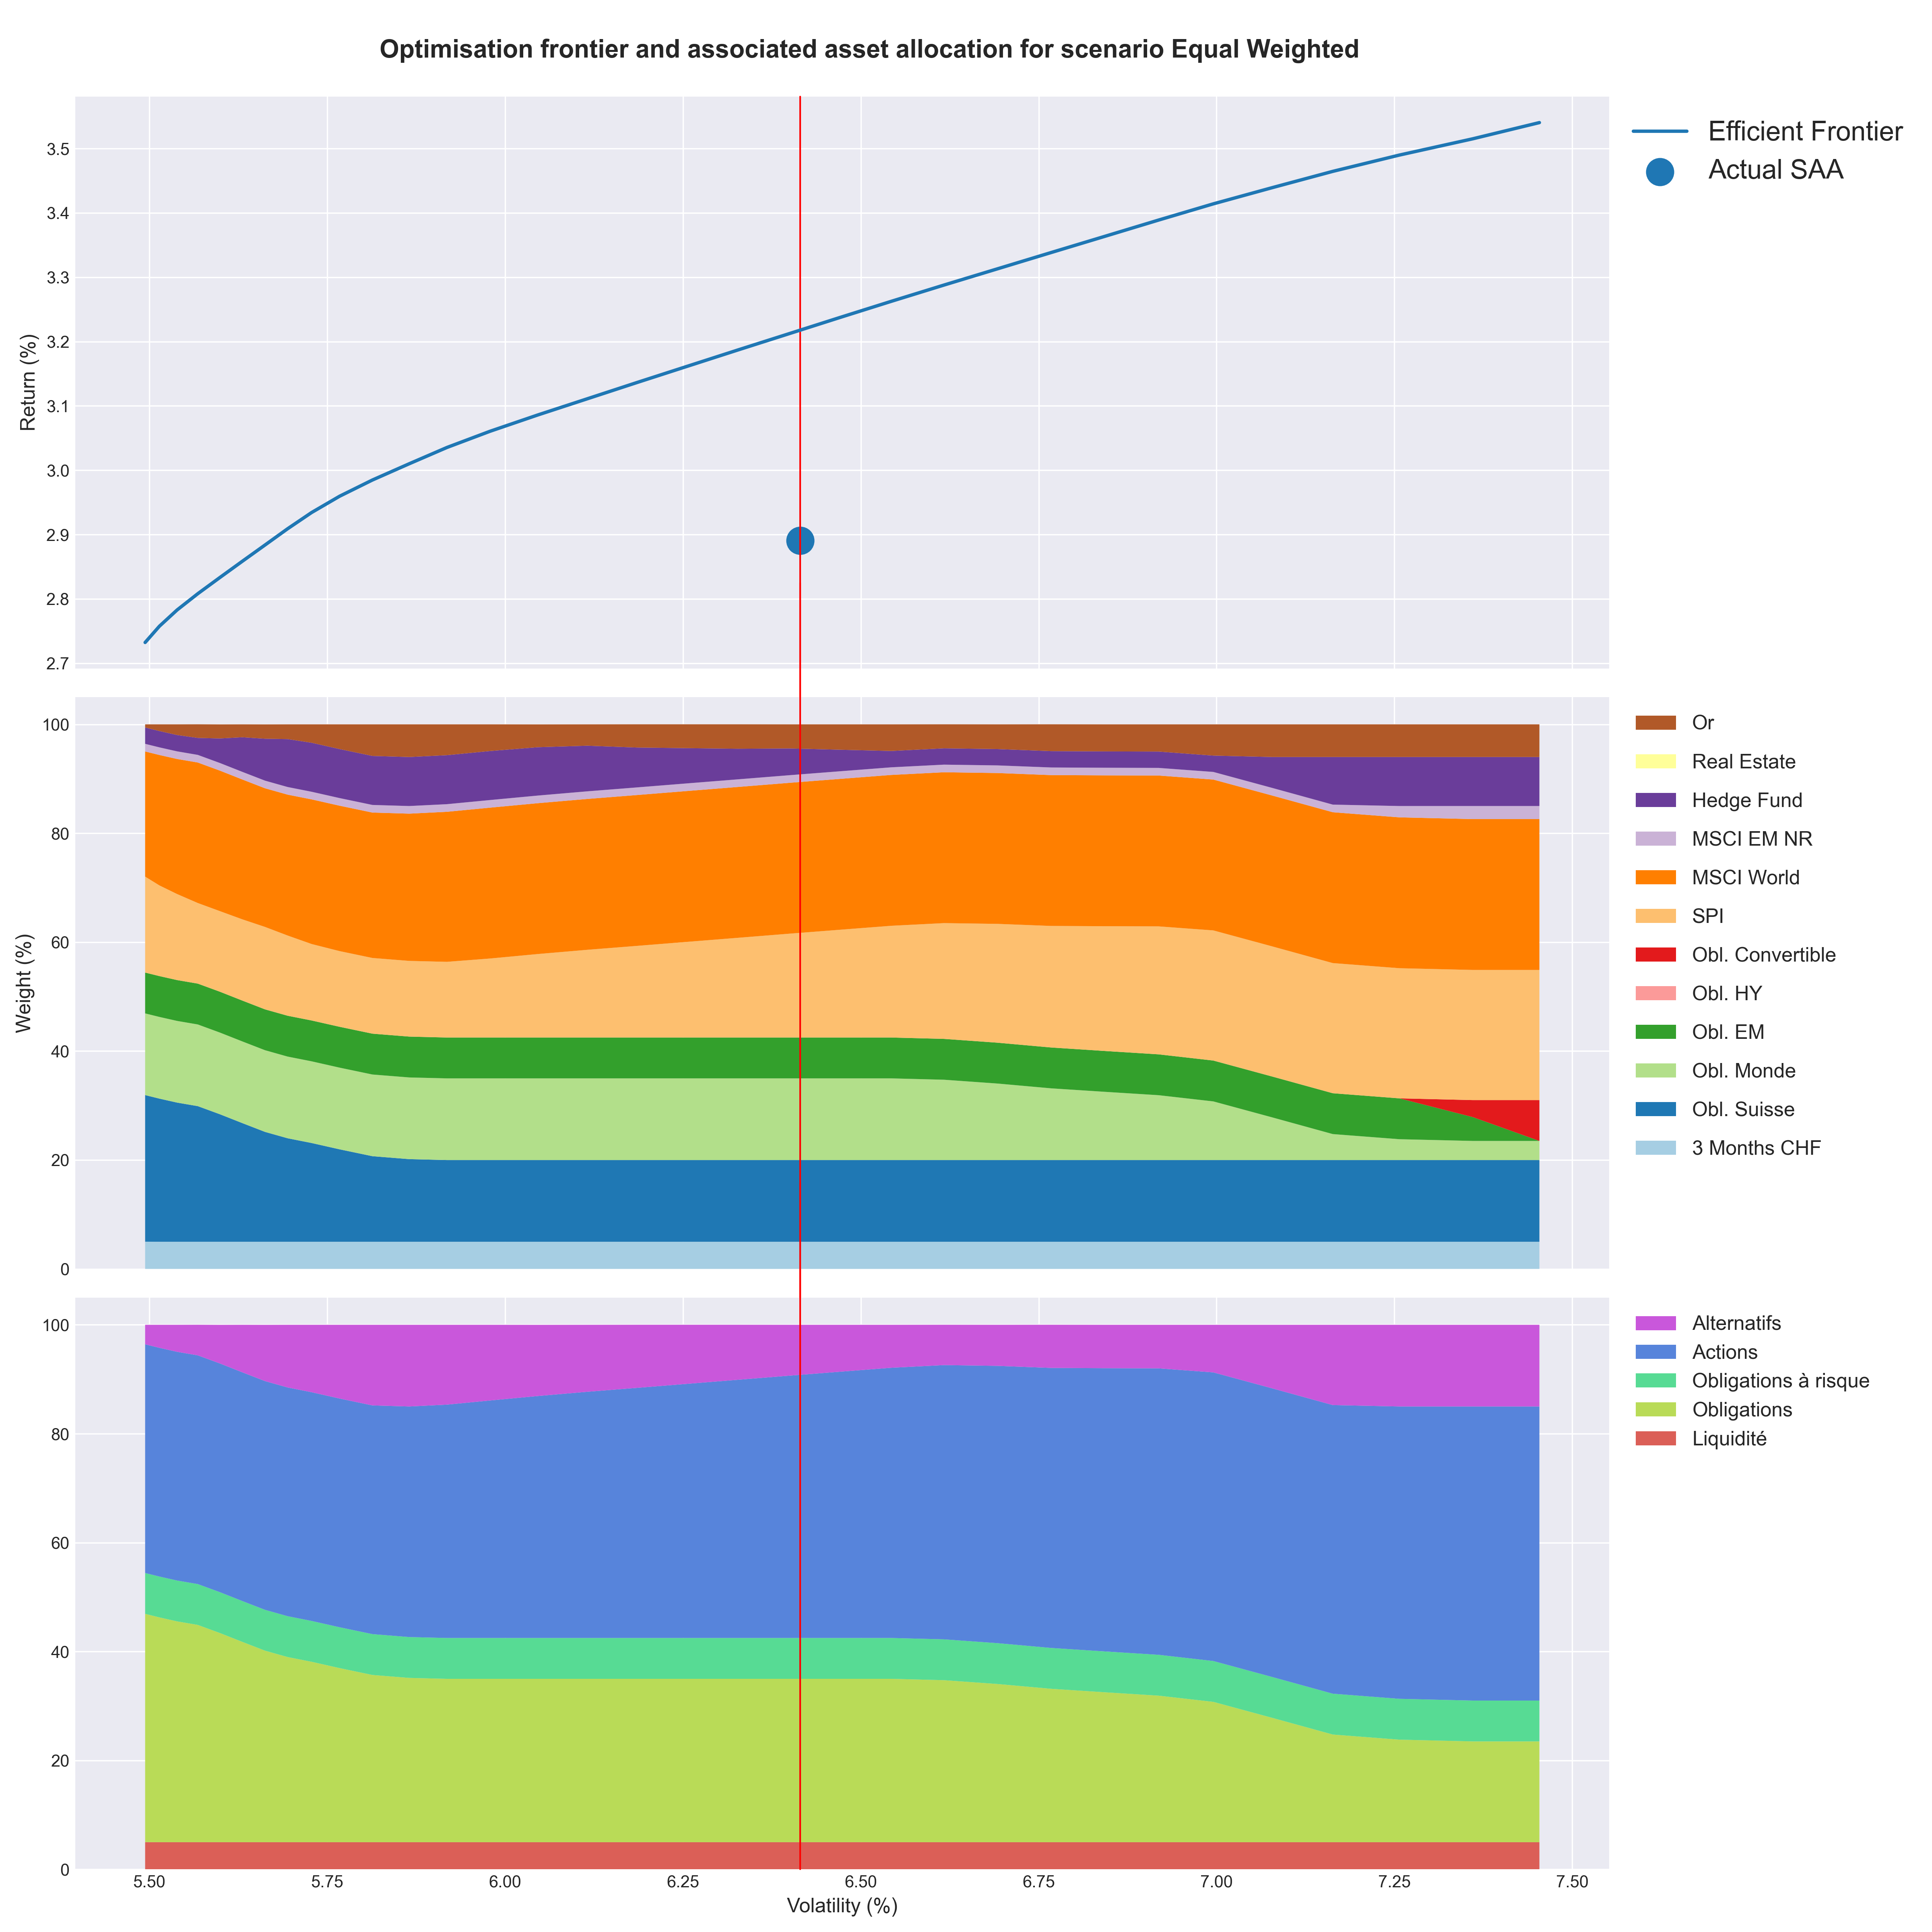 Optimisation frontier and associated asset allocation for scenario Equal Weighted
Return (%)
3.5
3.4
3.3
3.2
3.1
3.0
2.9
2.8
2.7
Efficient Frontier
Actual SAA
Weight (%)
100
80
60
40
20
0
Or
Real Estate
Hedge Fund
MSCI EM NR
MSCI World
SPI
Obl. Convertible
Obl. HY
Obl. EM
Obl. Monde
Obl. Suisse
3 Months CHF
100
80
60
40
20
0
Alternatifs
Actions
Obligations à risque
Obligations
Liquidité
5.50 5.75 6.00 6.25 6.50 6.75 7.00 7.25 7.50
Volatility (%)